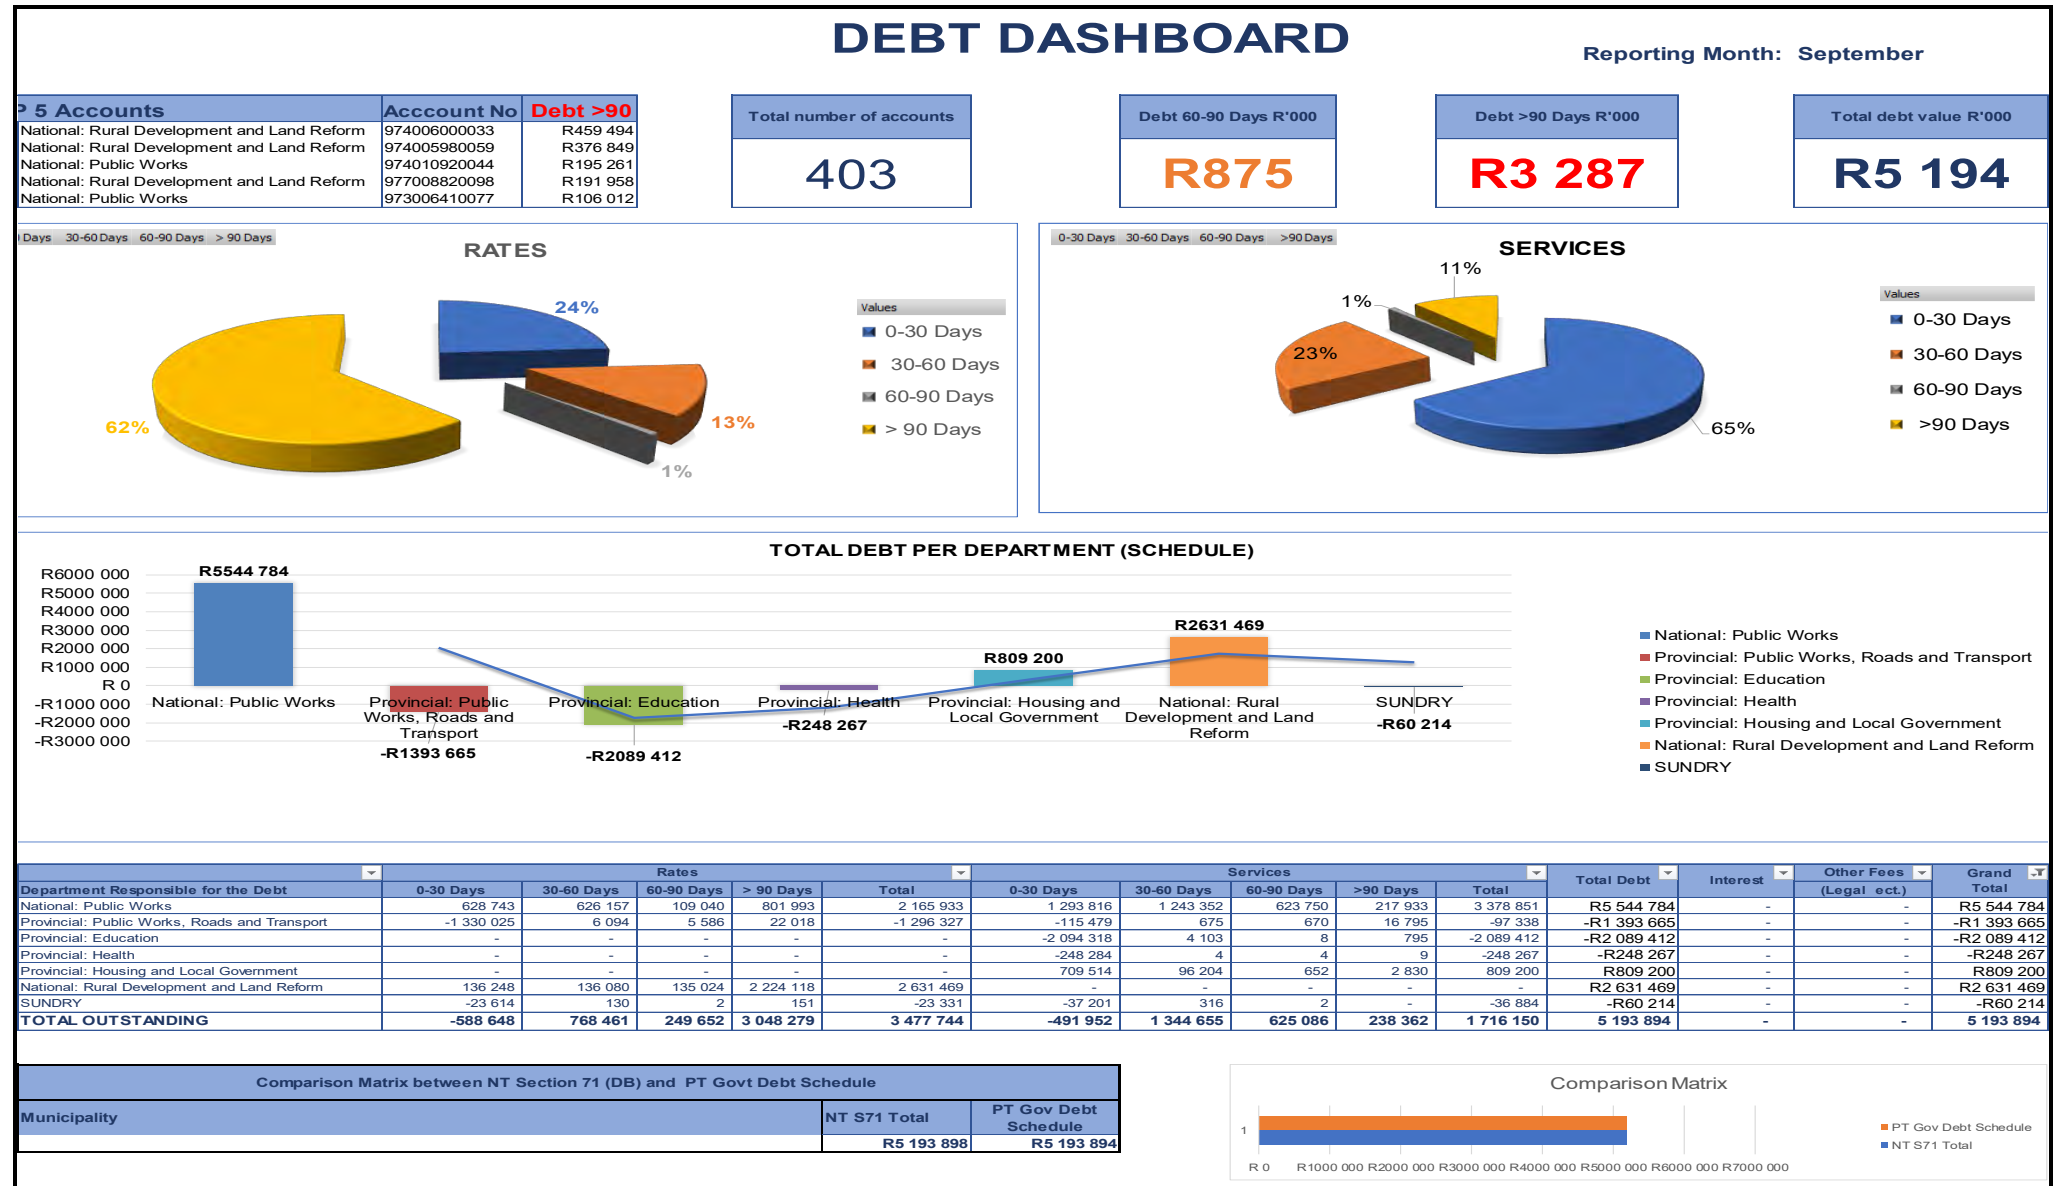 DEBT DASHBOARD
Reporting Month: September
P 5 Accounts Acccount No Debt >90
National: Rural Development and Land Reform 974006000033 R459 494
National: Rural Development and Land Reform 974005980059 R376 849
National: Public Works 974010920044 R195 261
National: Rural Development and Land Reform 977008820098 R191 958
National: Public Works 973006410077 R106 012
Total number of accounts
403
Debt 60-90 Days R'000
R875
Debt >90 Days R'000
R3 287
Total debt value R'000
R5 194
Days 30-60 Days 60-90 Days > 90 Days
RATES
24%
62%
13%
1%
Values
0-30 Days
30-60 Days
60-90 Days
> 90 Days
0-30 Days 30-60 Days 60-90 Days >90 Days
SERVICES
11%
1%
23%
65%
Values
0-30 Days
30-60 Days
60-90 Days
>90 Days
TOTAL DEBT PER DEPARTMENT (SCHEDULE)
R6000 000
R5000 000
R4000 000
R3000 000
R2000 000
R1000 000
R 0
-R1000 000
-R2000 000
-R3000 000
R5544 784
-R1393 665
-R2089 412
-R248 267
R809 200
R2631 469
-R60 214
National: Public Works
Provincial: Public
Works, Roads and
Transport
Provincial: Education
Provincial: Health
Provincial: Housing and
Local Government
National: Rural
Development and Land
Reform
SUNDRY
National: Public Works
Provincial: Public Works, Roads and Transport
Provincial: Education
Provincial: Health
Provincial: Housing and Local Government
National: Rural Development and Land Reform
SUNDRY
Rates Services Total Debt Interest Other Fees Grand
Department Responsible for the Debt 0-30 Days 30-60 Days 60-90 Days > 90 Days Total 0-30 Days 30-60 Days 60-90 Days >90 Days Total (Legal ect.) Total
National: Public Works 628 743 626 157 109 040 801 993 2 165 933 1 293 816 1 243 352 623 750 217 933 3 378 851 R5 544 784 - - R5 544 784
Provincial: Public Works, Roads and Transport -1 330 025 6 094 5 586 22 018 -1 296 327 -115 479 675 670 16 795 -97 338 -R1 393 665 - - -R1 393 665
Provincial: Education - - - - - -2 094 318 4 103 8 795 -2 089 412 -R2 089 412 - - -R2 089 412
Provincial: Health - - - - - -248 284 4 4 9 -248 267 -R248 267 - - -R248 267
Provincial: Housing and Local Government - - - - - 709 514 96 204 652 2 830 809 200 R809 200 - - R809 200
National: Rural Development and Land Reform 136 248 136 080 135 024 2 224 118 2 631 469 - - - - - R2 631 469 - - R2 631 469
SUNDRY -23 614 130 2 151 -23 331 -37 201 316 2 - -36 884 -R60 214 - - -R60 214
TOTAL OUTSTANDING -588 648 768 461 249 652 3 048 279 3 477 744 -491 952 1 344 655 625 086 238 362 1 716 150 5 193 894 - - 5 193 894
Comparison Matrix between NT Section 71 (DB) and PT Govt Debt Schedule
Municipality NT S71 Total PT Gov Debt
Schedule
R5 193 898 R5 193 894
Comparison Matrix
1
R 0 R1000 000 R2000 000 R3000 000 R4000 000 R5000 000 R6000 000 R7000 000
PT Gov Debt Schedule
NT S71 Total